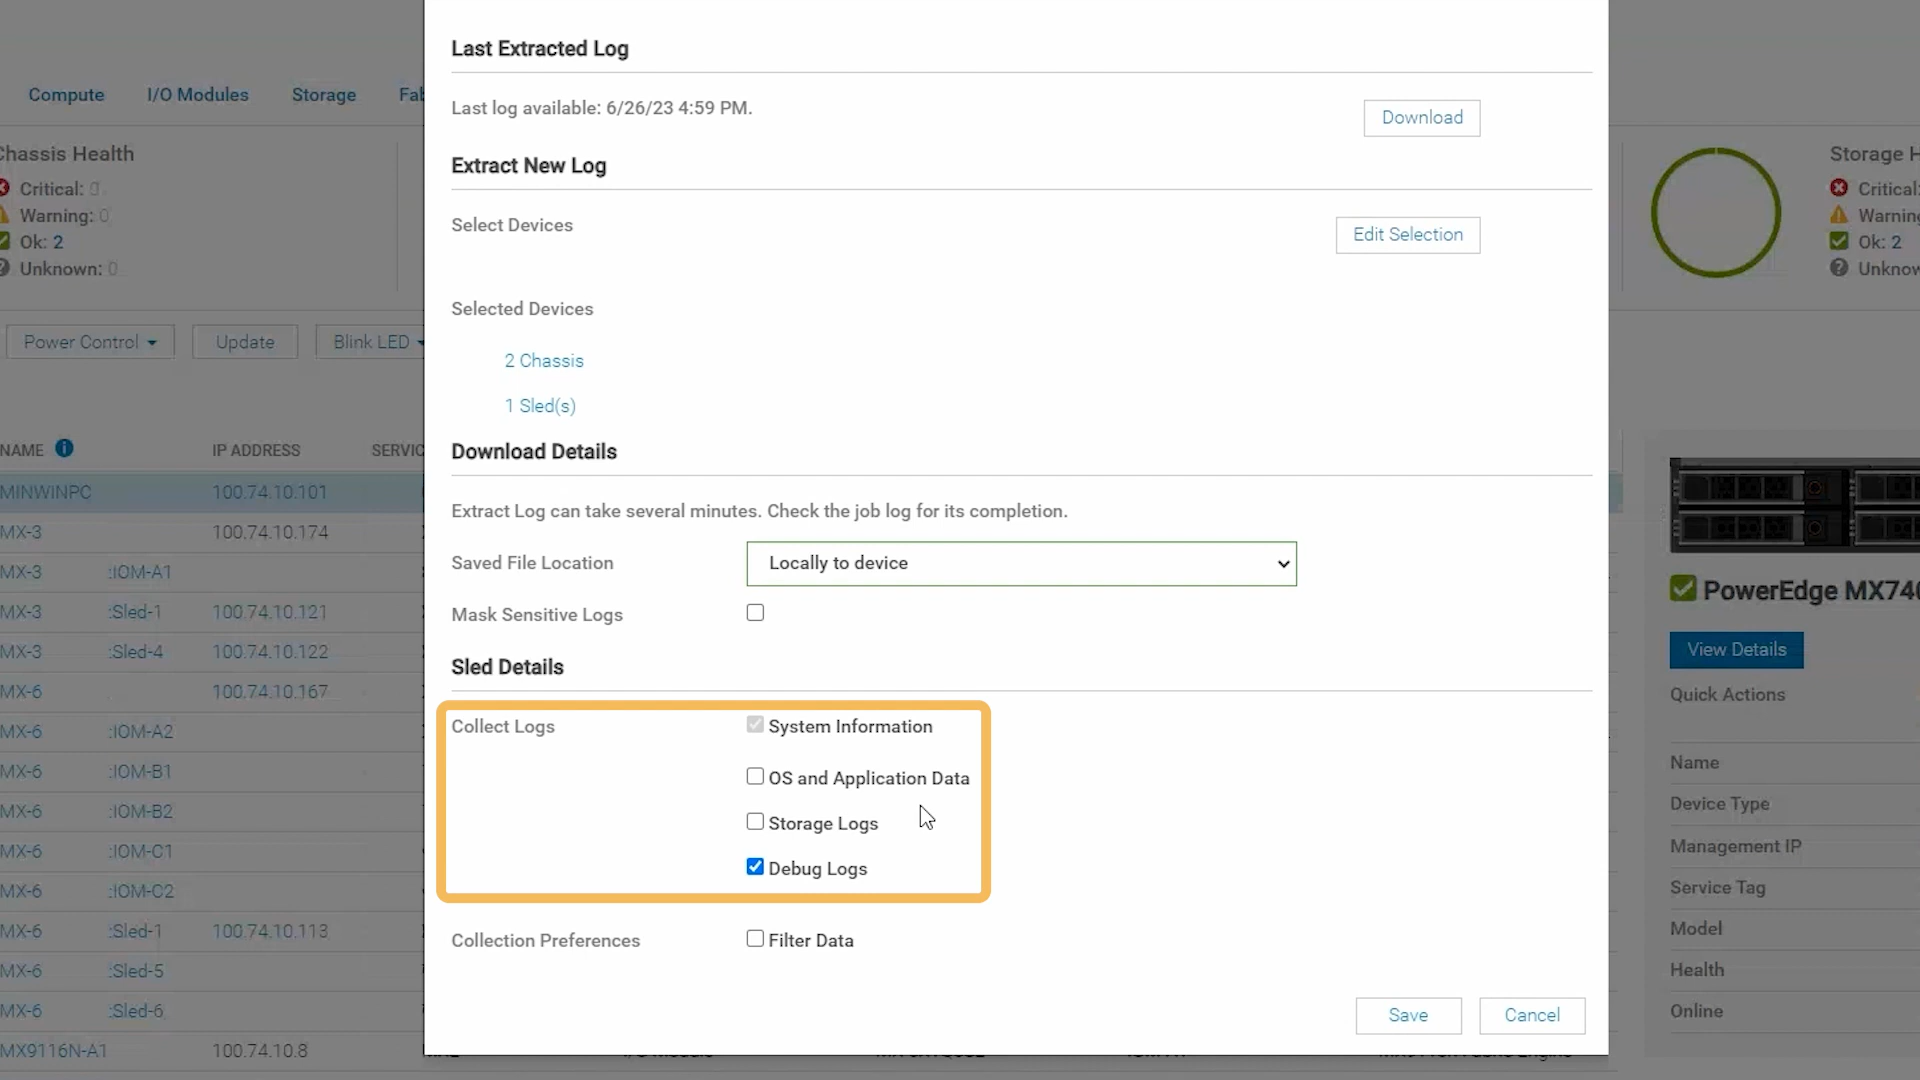 Last Extracted Log
Last log available: 6/26/23 4:59 PM.
Download
Extract New Log
Select Devices
Edit Selection
Selected Devices
2 Chassis
1 Sled(s)
Download Details
Extract Log can take several minutes. Check the job log for its completion.
Saved File Location
Locally to device
Mask Sensitive Logs
Sled Details
Collect Logs
System Information
OS and Application Data
Storage Logs
Debug Logs
Collection Preferences
Filter Data
Save
Cancel
Compute I/O Modules Storage Fab
Chassis Health
Critical: 0
Warning: 0
Ok: 2
Unknown: 0
Power Control
Update
Blink LED
NAME IP ADDRESS SERVIC
MINWINPC 100.74.10.101
MX-3 100.74.10.174
MX-3 :IOM-A1
MX-3 :Sled-1 100.74.10.121
MX-3 :Sled-4 100.74.10.122
MX-6 100.74.10.167
MX-6 :IOM-A2
MX-6 :IOM-B1
MX-6 :IOM-B2
MX-6 :IOM-C1
MX-6 :IOM-C2
MX-6 :Sled-1 100.74.10.113
MX-6 :Sled-5
MX-6 :Sled-6
MX9116N-A1 100.74.10.8
Storage H
Critical:
Warning
Ok: 2
Unknow
PowerEdge MX740
View Details
Quick Actions
Name
Device Type
Management IP
Service Tag
Model
Health
Online